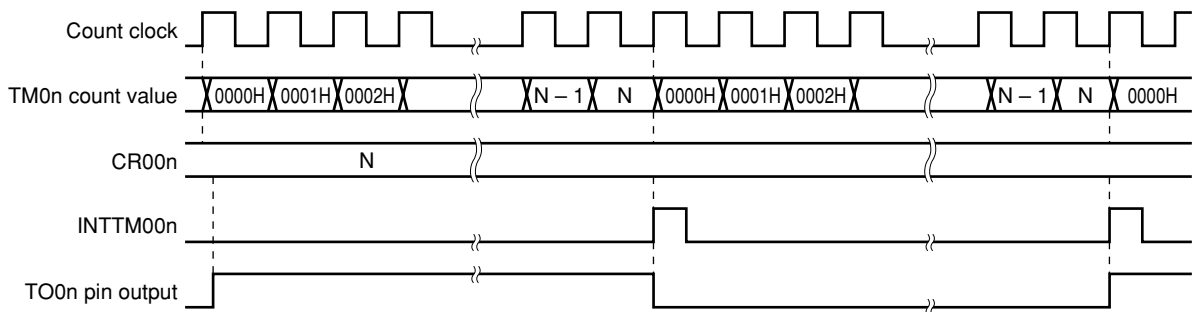 Count clock
TM0n count value 0000H 0001H 0002H N – 1 N 0000H 0001H 0002H N – 1 N 0000H
CR00n N
INTTM00n
TO0n pin output